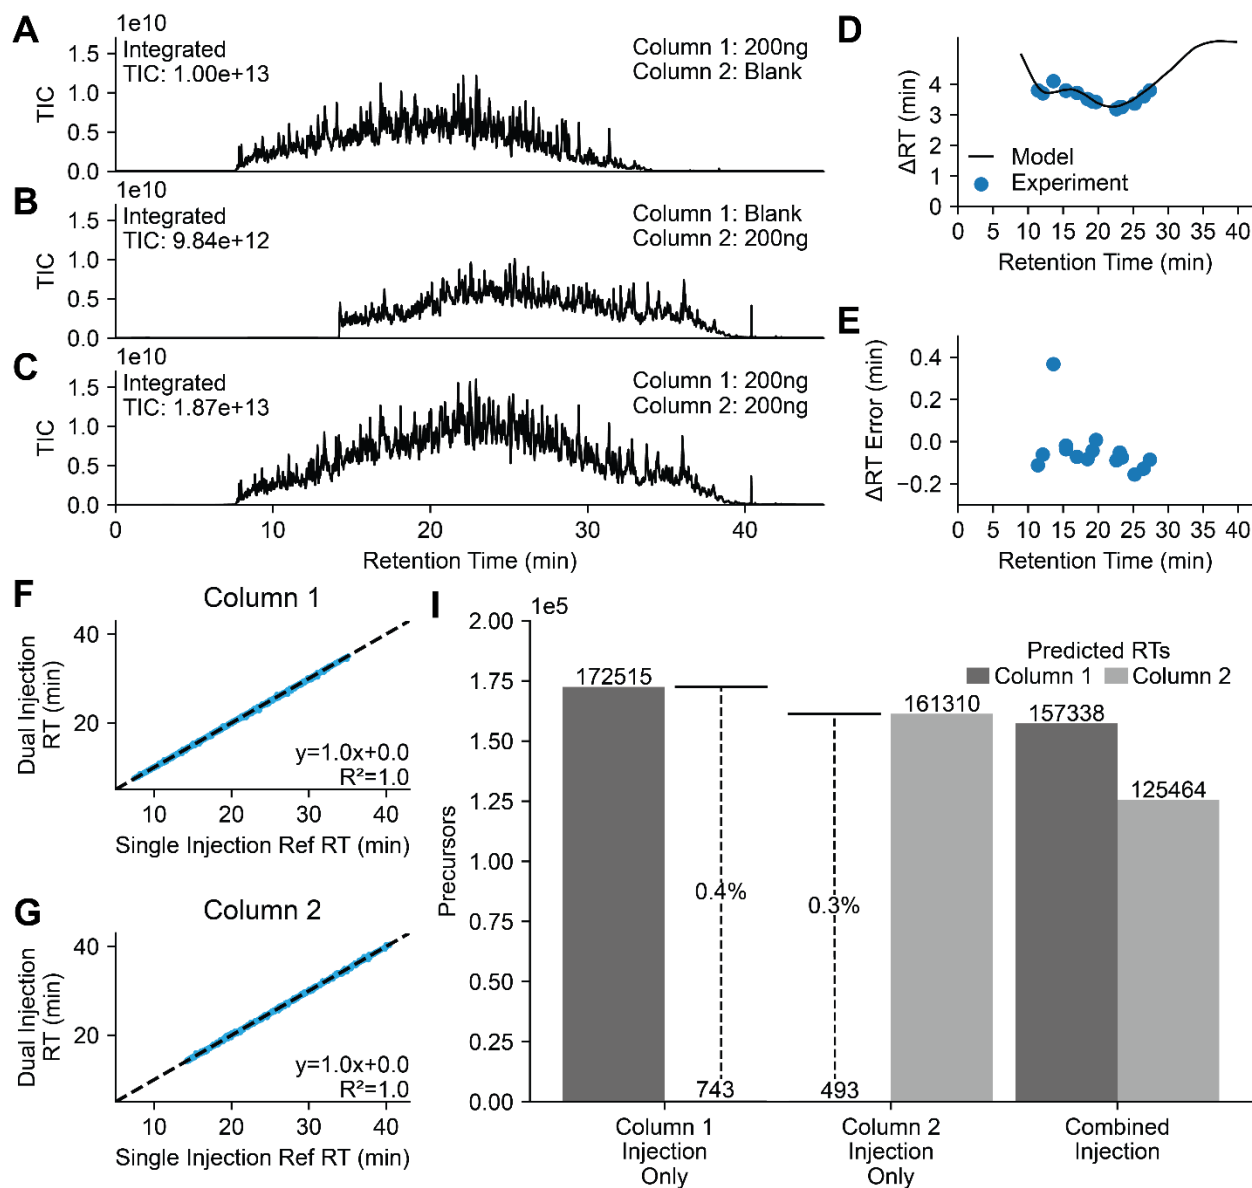 A
1e10
Integrated
TIC: 1.00e+13
Column 1: 200ng
Column 2: Blank
TIC
1.5
1.0
0.5
0.0
B
1e10
Integrated
TIC: 9.84e+12
Column 1: Blank
Column 2: 200ng
TIC
1.5
1.0
0.5
0.0
C
1e10
Integrated
TIC: 1.87e+13
Column 1: 200ng
Column 2: 200ng
TIC
1.5
1.0
0.5
0.0
0 10 20 30 40
Retention Time (min)
D
ΔRT (min)
4
3
2
1
0
Model
Experiment
0 5 10 15 20 25 30 35 40
Retention Time (min)
E
ΔRT Error (min)
0.4
0.2
0.0
−0.2
0 5 10 15 20 25 30 35 40
Retention Time (min)
F
Column 1
Dual Injection
RT (min)
40
20
y=1.0x+0.0
R²=1.0
10 20 30 40
Single Injection Ref RT (min)
G
Column 2
Dual Injection
RT (min)
40
20
y=1.0x+0.0
R²=1.0
10 20 30 40
Single Injection Ref RT (min)
I
1e5
Precursors
2.00
1.75
1.50
1.25
1.00
0.75
0.50
0.25
0.00
Predicted RTs
Column 1 Column 2
172515
0.4%
743
161310
0.3%
493
157338
125464
Column 1
Injection
Only
Column 2
Injection
Only
Combined
Injection